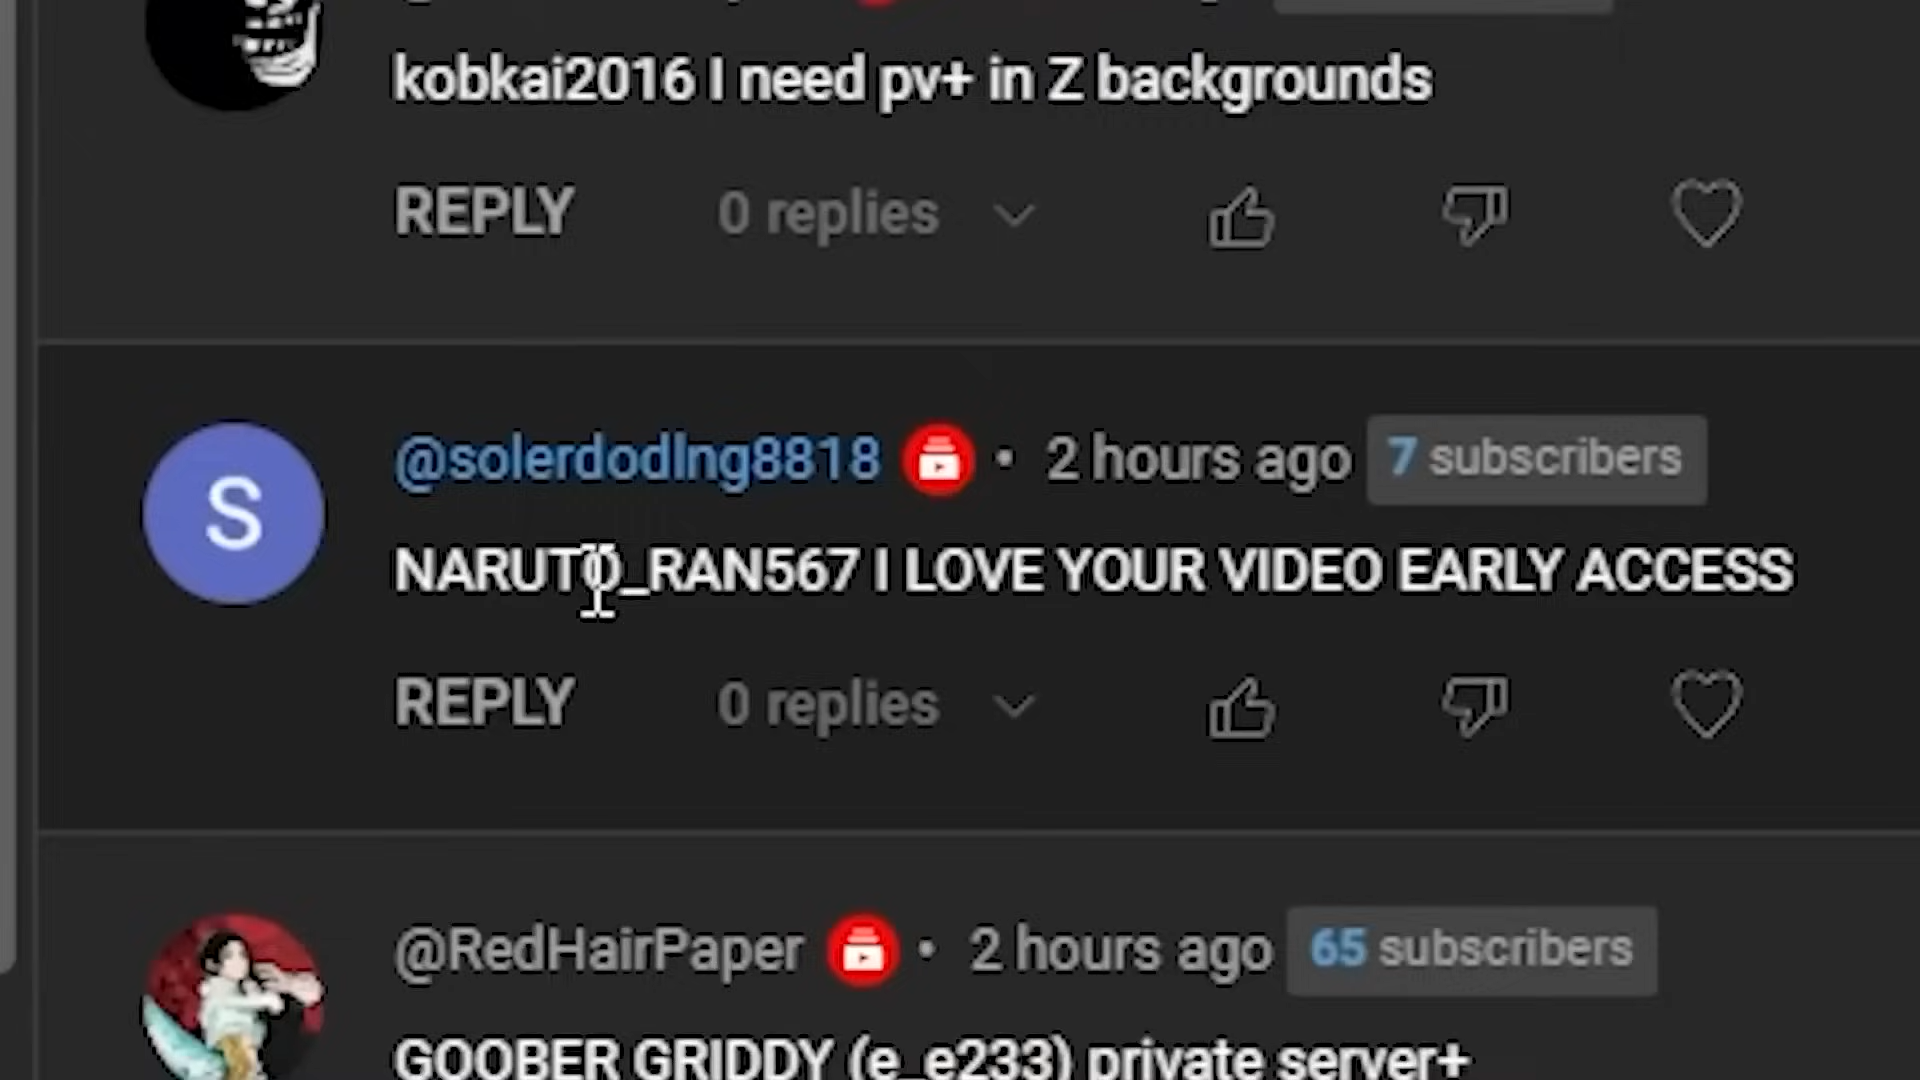 kobkai2016 I need pv+ in Z backgrounds
REPLY 0 replies
S
@solerdodlng8818 • 2 hours ago 7 subscribers
NARUTO_RAN567 I LOVE YOUR VIDEO EARLY ACCESS
REPLY 0 replies
@RedHairPaper • 2 hours ago 65 subscribers
GOOBER GRIDDY (e_e233) private server+